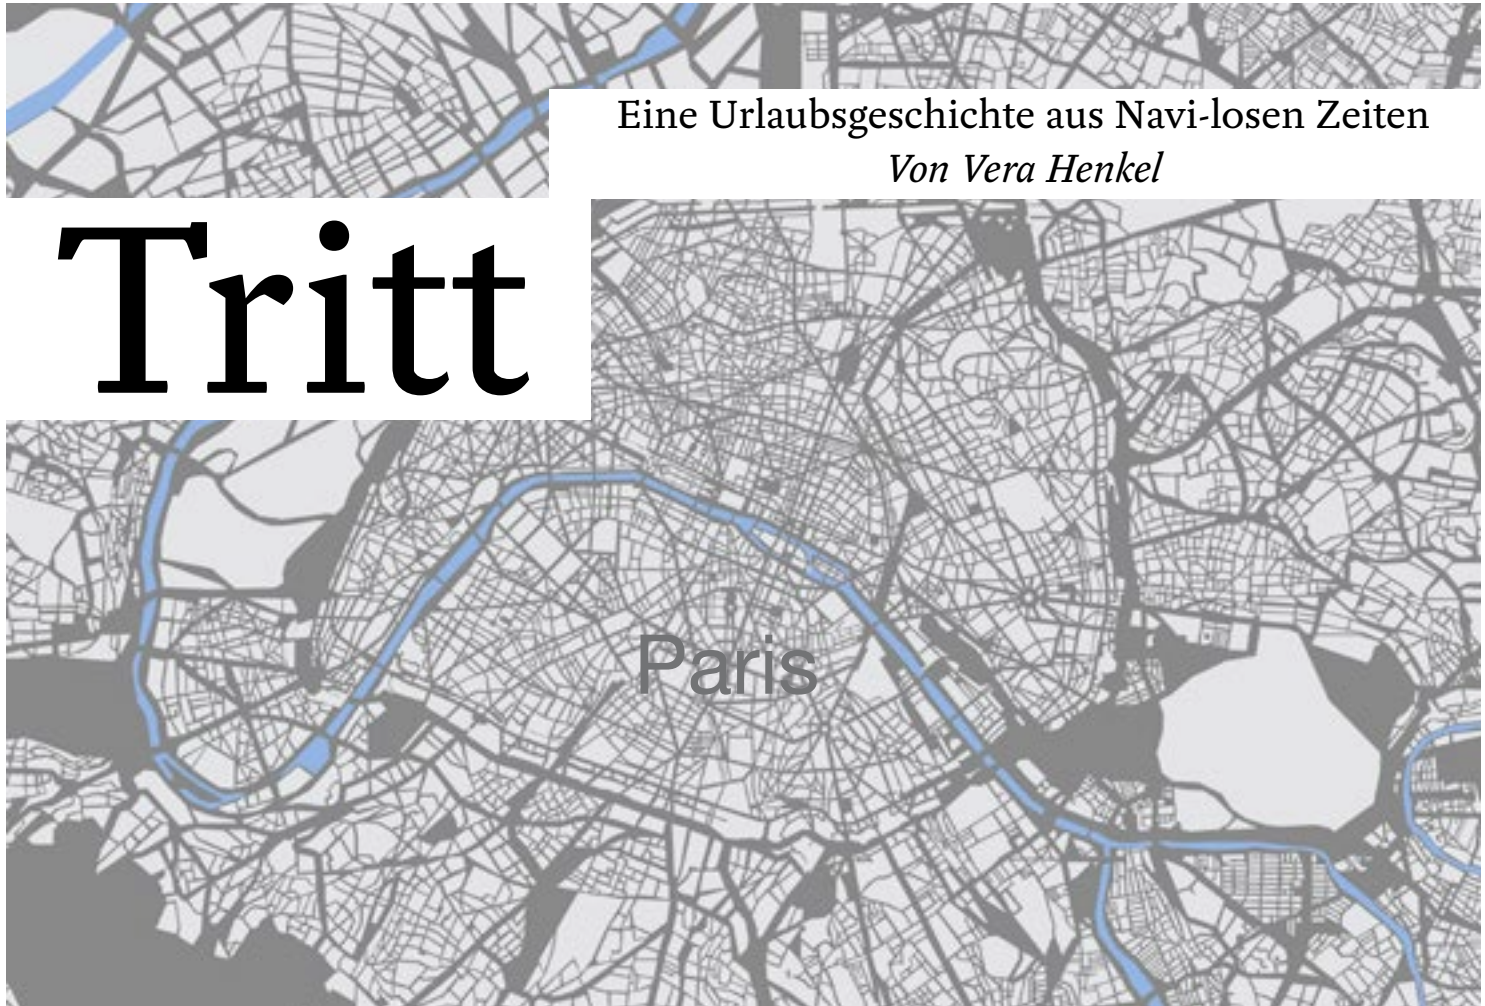 Eine Urlaubsgeschichte aus Navi-losen Zeiten
Von Vera Henkel
Tritt
Paris